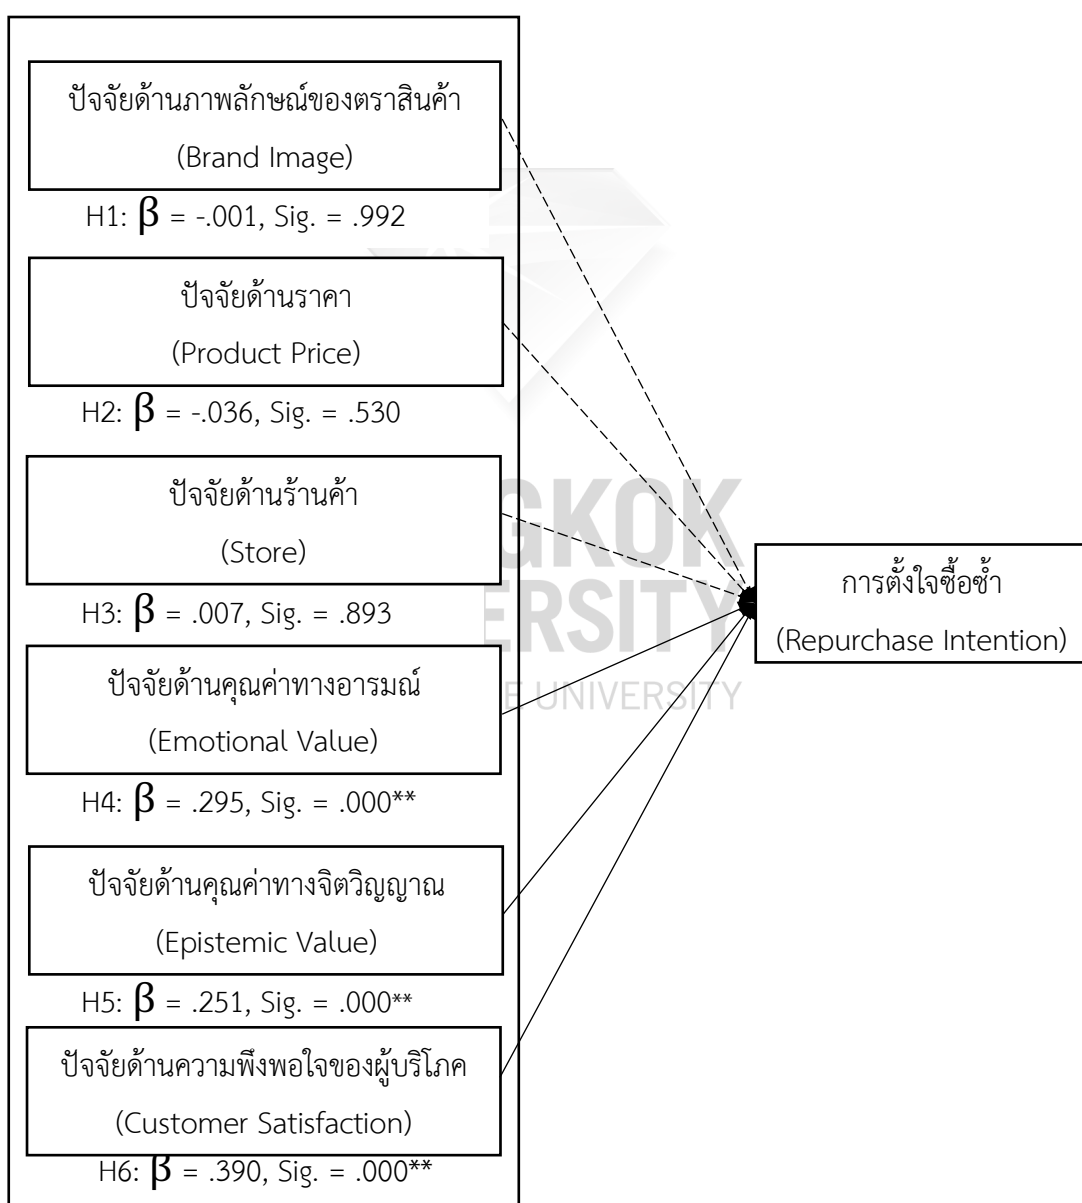 ปัจจัยด้านภาพลักษณ์ของตราสินค้า
(Brand Image)
H1: β = -.001, Sig. = .992
ปัจจัยด้านราคา
(Product Price)
H2: β = -.036, Sig. = .530
ปัจจัยด้านร้านค้า
(Store)
H3: β = .007, Sig. = .893
ปัจจัยด้านคุณค่าทางอารมณ์
(Emotional Value)
H4: β = .295, Sig. = .000**
ปัจจัยด้านคุณค่าทางจิตวิญญาณ
(Epistemic Value)
H5: β = .251, Sig. = .000**
ปัจจัยด้านความพึงพอใจของผู้บริโภค
(Customer Satisfaction)
H6: β = .390, Sig. = .000**
การตั้งใจซื้อซ้ำ
(Repurchase Intention)
GKOK
ERSITY
E UNIVERSITY